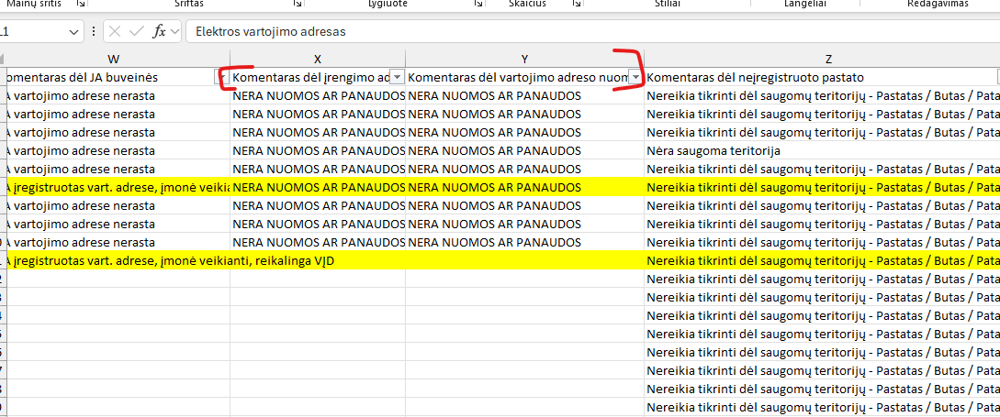 Mainų sritis Šriftas Lygiuotė Skaičius Stiliai Langeliai Redagavimas
L1 fx Elektros vartojimo adresas
W X Y Z
omentaras dėl JA buveinės Komentaras dėl įrengimo ad Komentaras dėl vartojimo adreso nuom Komentaras dėl neįregistruoto pastato
A vartojimo adrese nerasta NERA NUOMOS AR PANAUDOS NERA NUOMOS AR PANAUDOS Nereikia tikrinti dėl saugomų teritorijų - Pastatas / Butas / Pata
A vartojimo adrese nerasta NERA NUOMOS AR PANAUDOS NERA NUOMOS AR PANAUDOS Nereikia tikrinti dėl saugomų teritorijų - Pastatas / Butas / Pata
A vartojimo adrese nerasta NERA NUOMOS AR PANAUDOS NERA NUOMOS AR PANAUDOS Nereikia tikrinti dėl saugomų teritorijų - Pastatas / Butas / Pata
A vartojimo adrese nerasta NERA NUOMOS AR PANAUDOS NERA NUOMOS AR PANAUDOS Nėra saugoma teritorija
A vartojimo adrese nerasta NERA NUOMOS AR PANAUDOS NERA NUOMOS AR PANAUDOS Nereikia tikrinti dėl saugomų teritorijų - Pastatas / Butas / Pata
A įregistruotas vart. adrese, įmonė veikia NERA NUOMOS AR PANAUDOS NERA NUOMOS AR PANAUDOS Nereikia tikrinti dėl saugomų teritorijų - Pastatas / Butas / Pata
A vartojimo adrese nerasta NERA NUOMOS AR PANAUDOS NERA NUOMOS AR PANAUDOS Nereikia tikrinti dėl saugomų teritorijų - Pastatas / Butas / Pata
A vartojimo adrese nerasta NERA NUOMOS AR PANAUDOS NERA NUOMOS AR PANAUDOS Nereikia tikrinti dėl saugomų teritorijų - Pastatas / Butas / Pata
A vartojimo adrese nerasta NERA NUOMOS AR PANAUDOS NERA NUOMOS AR PANAUDOS Nereikia tikrinti dėl saugomų teritorijų - Pastatas / Butas / Pata
A įregistruotas vart. adrese, įmonė veikianti, reikalinga VĮD Nereikia tikrinti dėl saugomų teritorijų - Pastatas / Butas / Pata
2 Nereikia tikrinti dėl saugomų teritorijų - Pastatas / Butas / Pata
3 Nereikia tikrinti dėl saugomų teritorijų - Pastatas / Butas / Pata
4 Nereikia tikrinti dėl saugomų teritorijų - Pastatas / Butas / Pata
5 Nereikia tikrinti dėl saugomų teritorijų - Pastatas / Butas / Pata
6 Nereikia tikrinti dėl saugomų teritorijų - Pastatas / Butas / Pata
7 Nereikia tikrinti dėl saugomų teritorijų - Pastatas / Butas / Pata
8 Nereikia tikrinti dėl saugomų teritorijų - Pastatas / Butas / Pata
9 Nereikia tikrinti dėl saugomų teritorijų - Pastatas / Butas / Pata